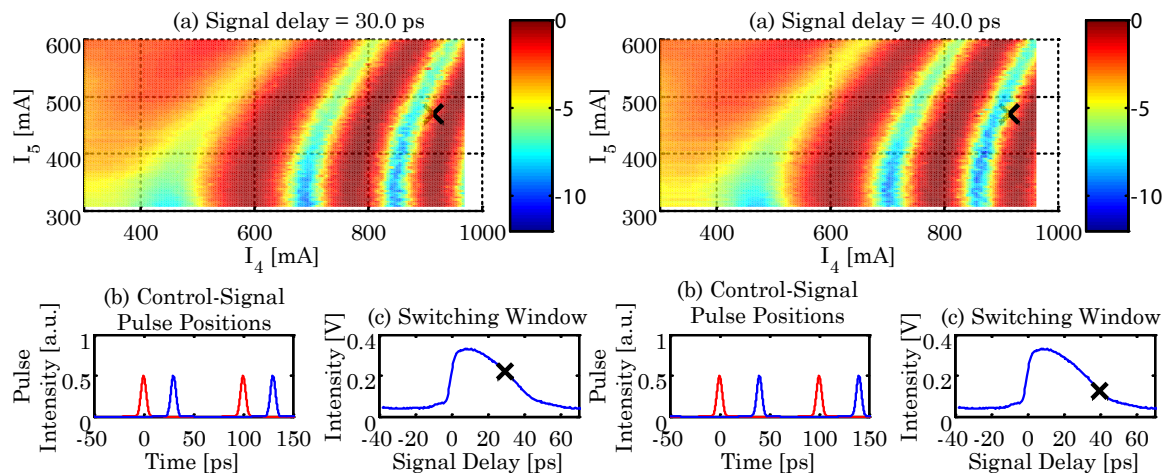 (a) Signal delay = 30.0 ps
600
500
400
300
I5 [mA]
400
600
800
1000
I4 [mA]
0
-5
-10
(a) Signal delay = 40.0 ps
600
500
400
300
I5 [mA]
400
600
800
1000
I4 [mA]
0
-5
-10
(b) Control-Signal
Pulse Positions
Pulse
Intensity [a.u.]
1
0.5
0
-50
0
50
100
150
Time [ps]
(c) Switching Window
Intensity [V]
0.4
0.2
0
-40
-20
0
20
40
60
Signal Delay [ps]
(b) Control-Signal
Pulse Positions
Pulse
Intensity [a.u.]
1
0.5
0
-50
0
50
100
150
Time [ps]
(c) Switching Window
Intensity [V]
0.4
0.2
0
-40
-20
0
20
40
60
Signal Delay [ps]